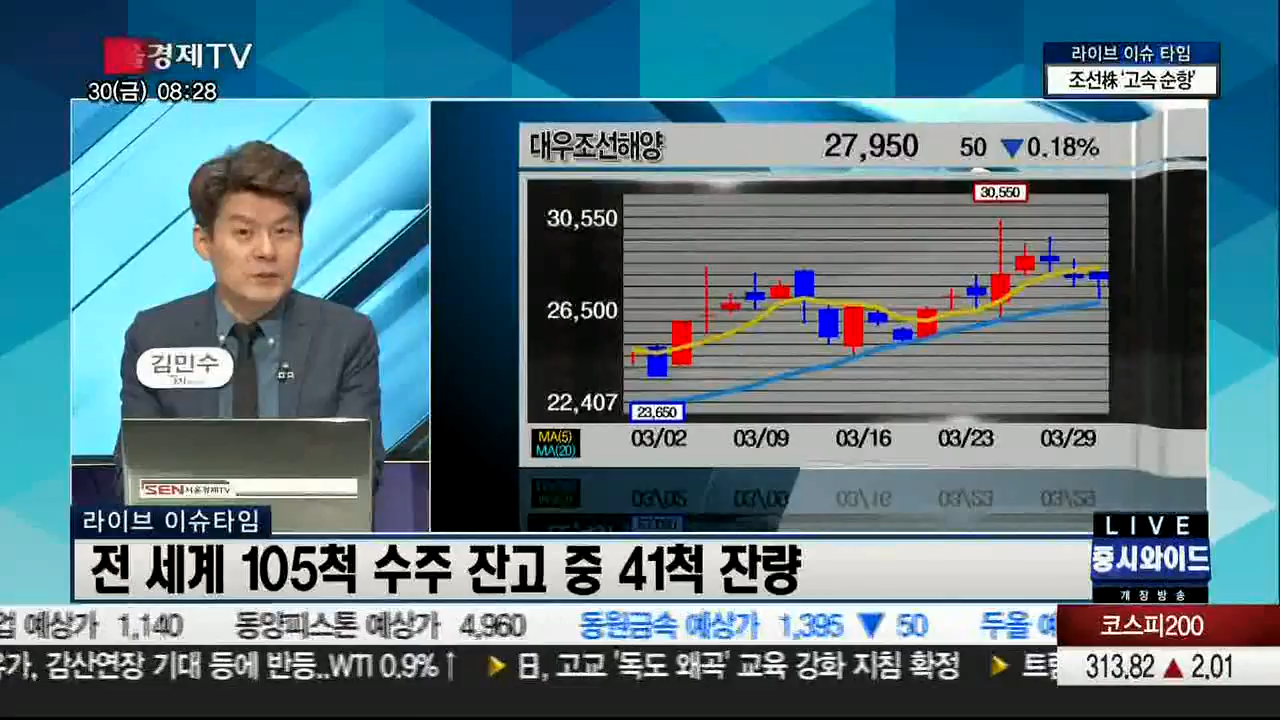 경제TV
30(금) 08:28
라이브 이슈 타임
조선株 '고속 순항'
대우조선해양 27,950 50 ▼0.18%
30,550
30,550
26,500
22,407
23,650
03/02 03/09 03/16 03/23 03/29
MA(5)
MA(20)
김민수
SEN 서울경제TV
라이브 이슈타임
전 세계 105척 수주 잔고 중 41척 잔량
LIVE
증시와이드
개장방송
업 예상가 1,140 동양피스톤 예상가 4,960 동원금속 예상가 1,395 ▼ 50 두올 예
코스피200
유가, 감산연장 기대 등에 반등..WTI 0.9%↑ ▶ 日, 고교 '독도 왜곡' 교육 강화 지침 확정 ▶ 트럼
313.82 ▲ 2.01